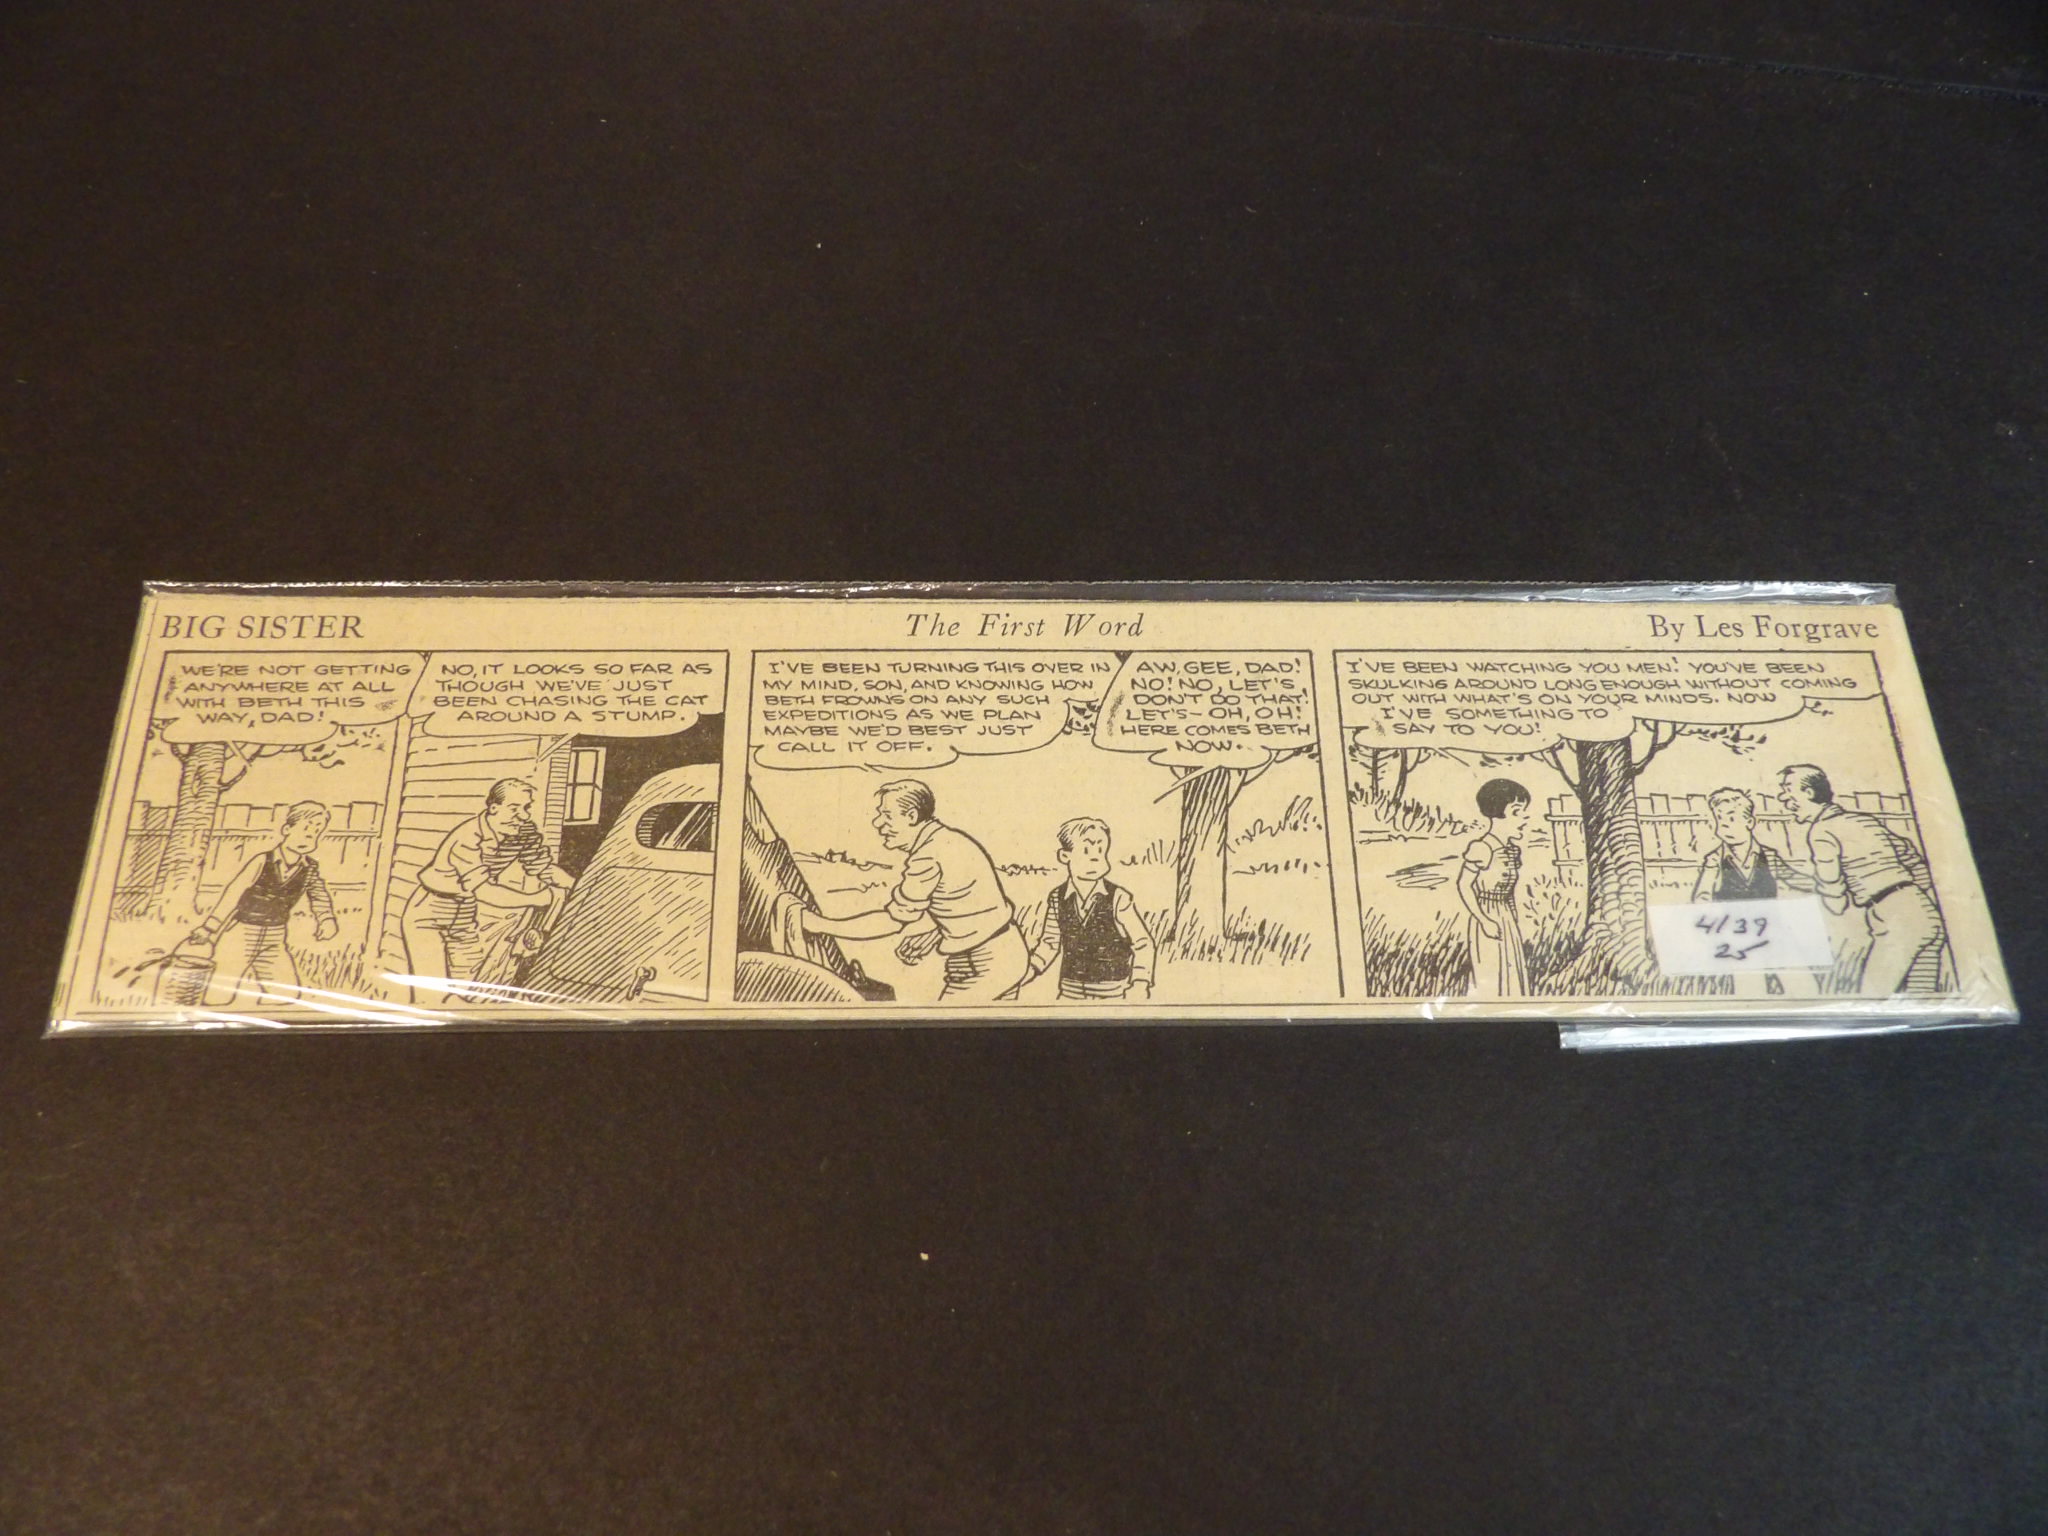 BIG SISTER
The First Word
By Les Forgrave
WE'RE NOT GETTING
ANYWHERE AT ALL
WITH BETH THIS
WAY, DAD!
NO, IT LOOKS SO FAR AS
THOUGH WE'VE JUST
BEEN CHASING THE CAT
AROUND A STUMP.
I'VE BEEN TURNING THIS OVER IN
MY MIND, SON, AND KNOWING HOW
BETH FROWNS ON ANY SUCH
EXPEDITIONS AS WE PLAN
MAYBE WE'D BEST JUST
CALL IT OFF.
AW, GEE, DAD!
NO! NO, LET'S
DON'T DO THAT!
LET'S- OH, OH!
HERE COMES BETH
NOW.
I'VE BEEN WATCHING YOU MEN! YOU'VE BEEN
SKULKING AROUND LONG ENOUGH WITHOUT COMING
OUT WITH WHAT'S ON YOUR MINDS. NOW
I'VE SOMETHING TO
SAY TO YOU!
4/39
25